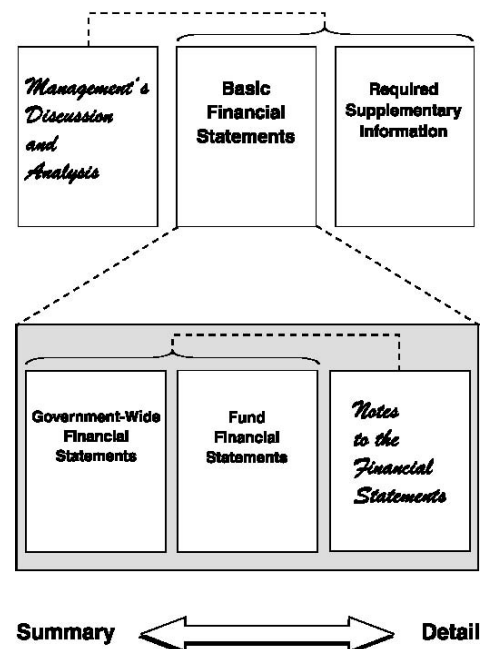 Management's
Discussion
and
Analysis
Basic
Financial
Statements
Required
Supplementary
Information
Government-Wide
Financial
Statements
Fund
Financial
Statements
Notes
to the
Financial
Statements
Summary
Detail